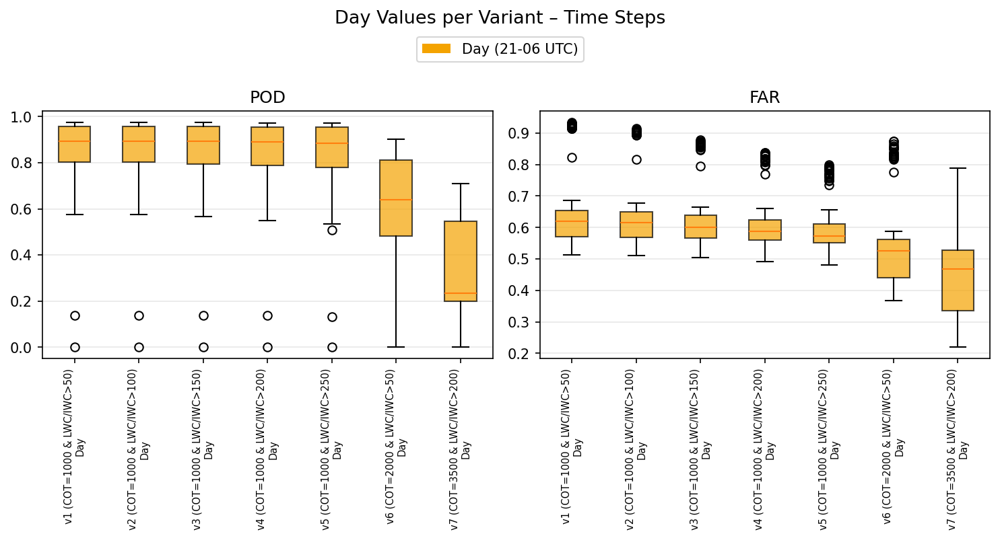 Day Values per Variant – Time Steps
Day (21-06 UTC)
POD
1.0
0.8
0.6
0.4
0.2
0.0
v1 (COT=1000 & LWC/IWC>50)
Day
v2 (COT=1000 & LWC/IWC>100)
Day
v3 (COT=1000 & LWC/IWC>150)
Day
v4 (COT=1000 & LWC/IWC>200)
Day
v5 (COT=1000 & LWC/IWC>250)
Day
v6 (COT=2000 & LWC/IWC>50)
Day
v7 (COT=3500 & LWC/IWC>200)
Day
FAR
0.9
0.8
0.7
0.6
0.5
0.4
0.3
0.2
v1 (COT=1000 & LWC/IWC>50)
Day
v2 (COT=1000 & LWC/IWC>100)
Day
v3 (COT=1000 & LWC/IWC>150)
Day
v4 (COT=1000 & LWC/IWC>200)
Day
v5 (COT=1000 & LWC/IWC>250)
Day
v6 (COT=2000 & LWC/IWC>50)
Day
v7 (COT=3500 & LWC/IWC>200)
Day